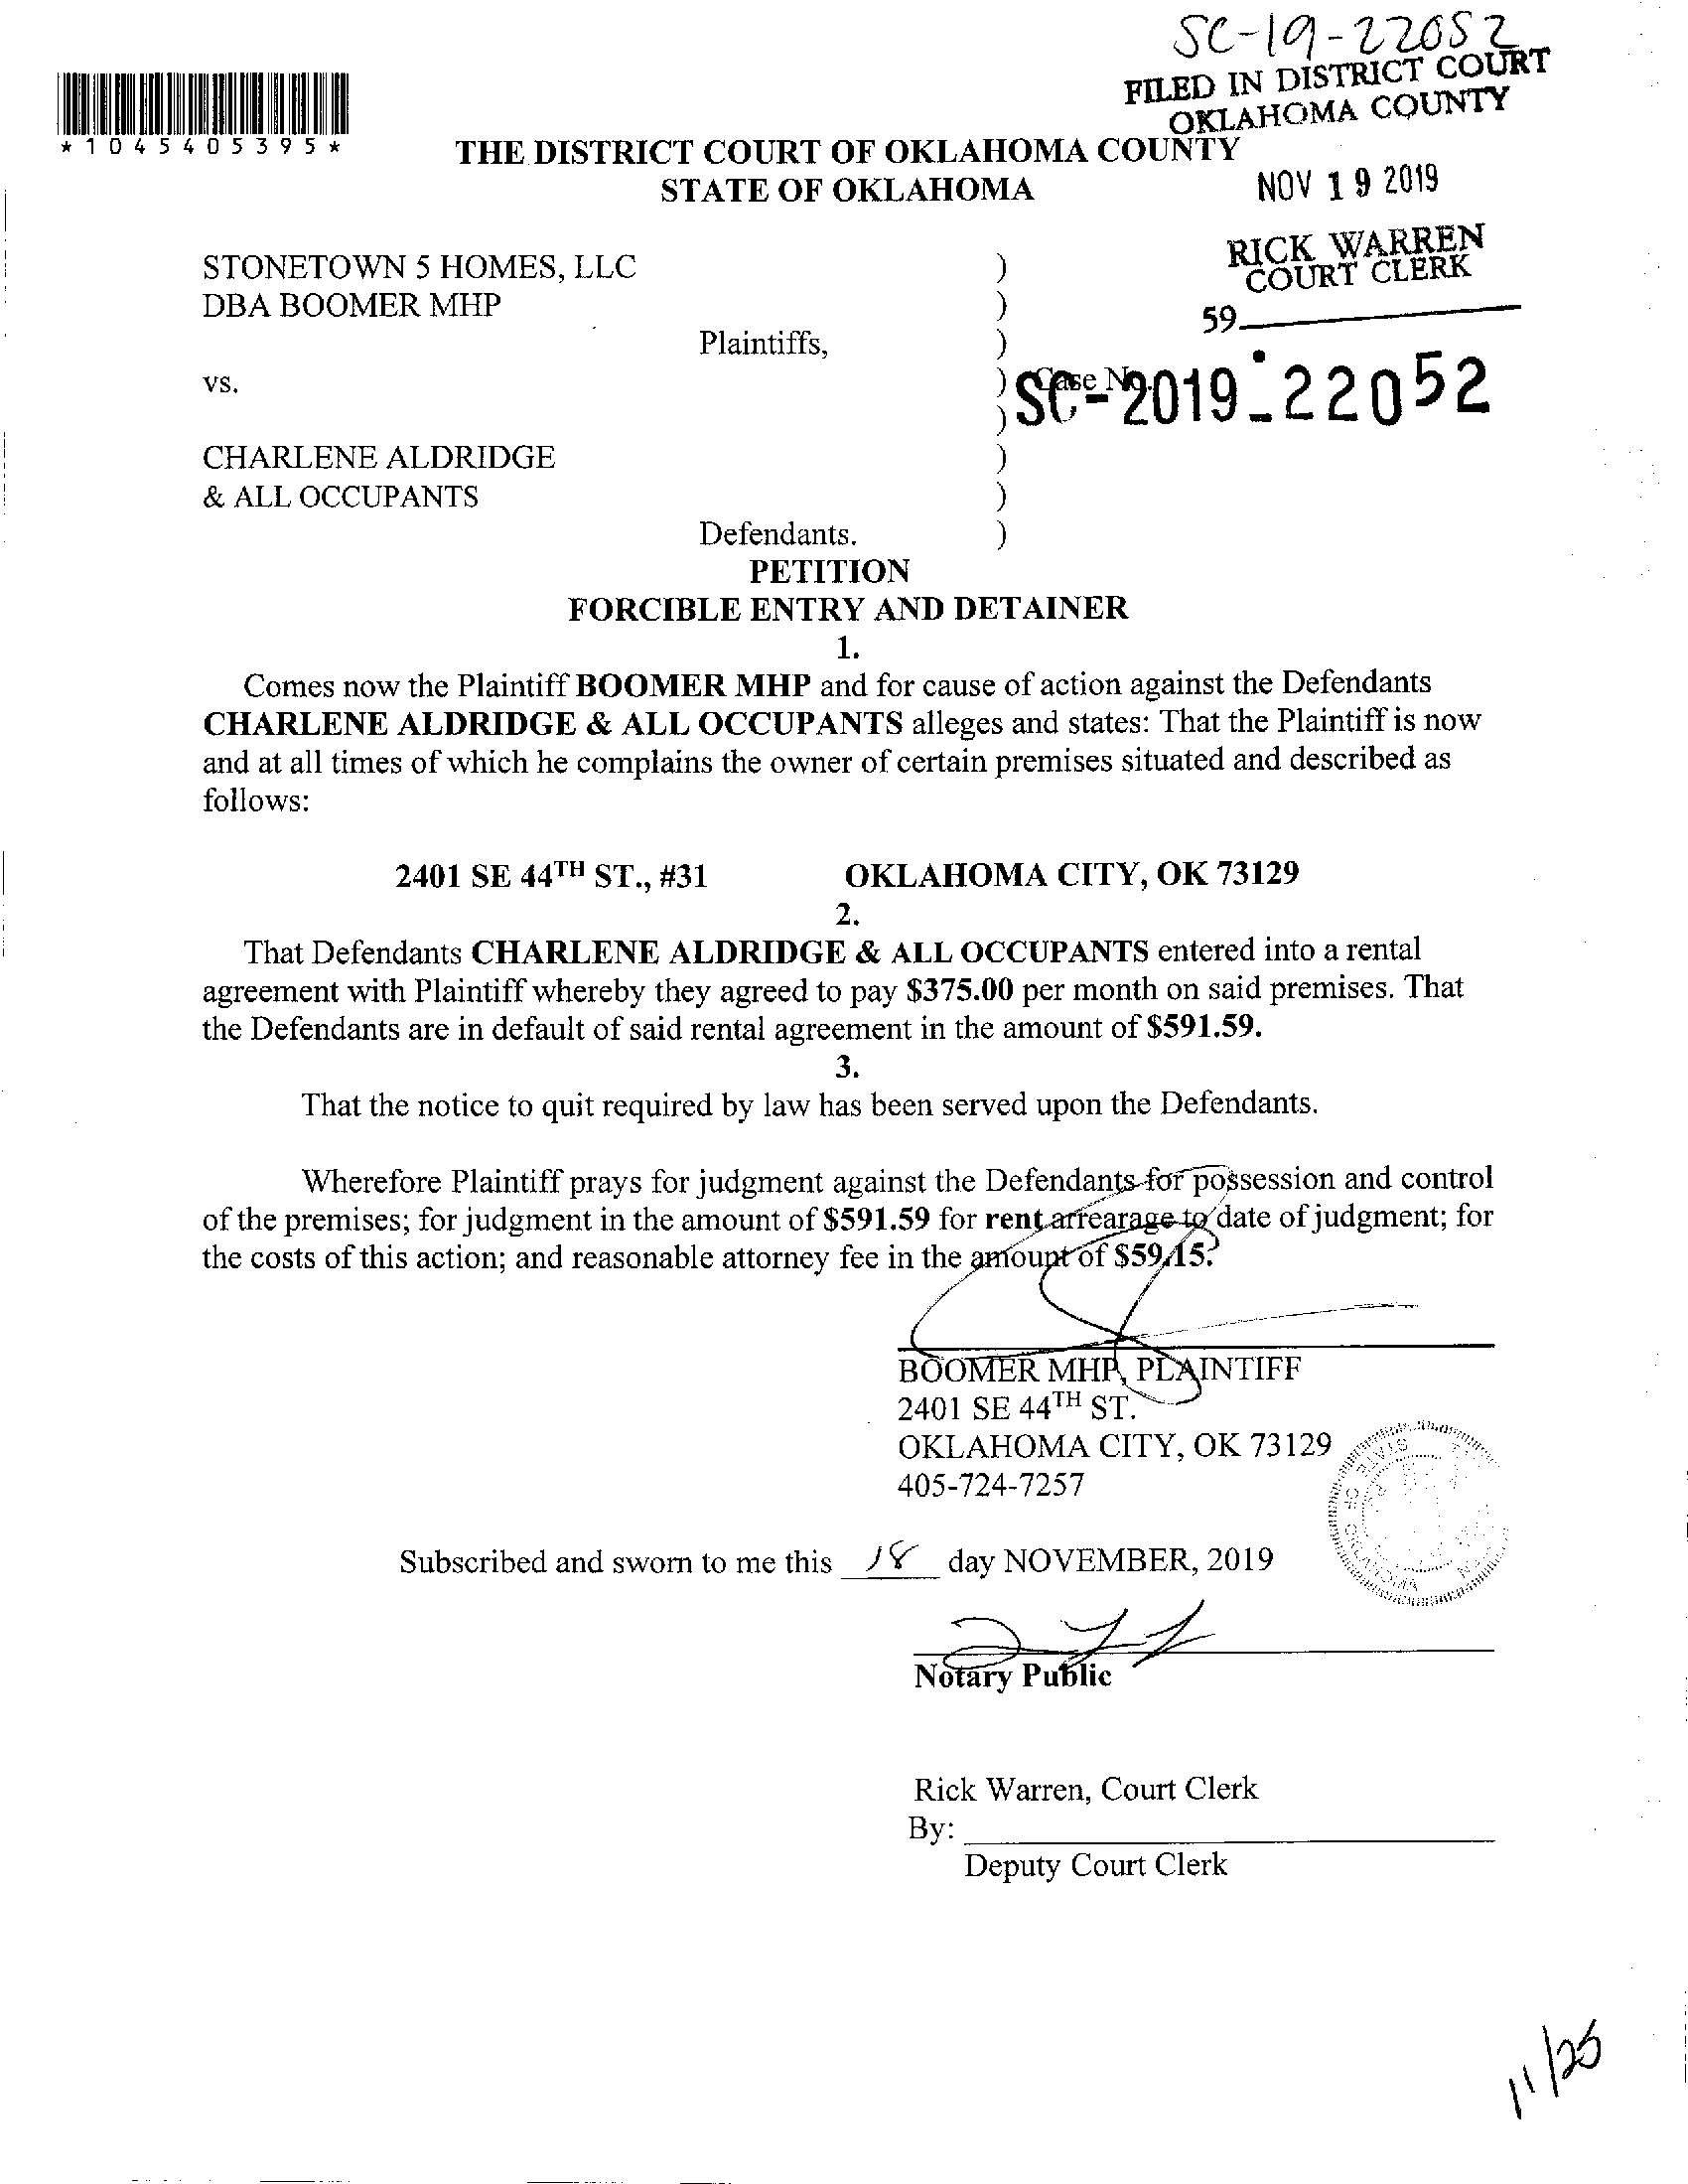 SC-19-22052
FILED IN DISTRICT COURT
OKLAHOMA COUNTY
*1045405395*
THE DISTRICT COURT OF OKLAHOMA COUNTY
STATE OF OKLAHOMA
NOV 19 2019
RICK WARREN
COURT CLERK
59
STONETOWN 5 HOMES, LLC )
DBA BOOMER MHP )
Plaintiffs, )
vs. ) Case No.
SC-2019-22052
)
CHARLENE ALDRIDGE )
& ALL OCCUPANTS )
Defendants. )
PETITION
FORCIBLE ENTRY AND DETAINER
1.
Comes now the Plaintiff BOOMER MHP and for cause of action against the Defendants
CHARLENE ALDRIDGE & ALL OCCUPANTS alleges and states: That the Plaintiff is now
and at all times of which he complains the owner of certain premises situated and described as
follows:
2401 SE 44TH ST., #31 OKLAHOMA CITY, OK 73129
2.
That Defendants CHARLENE ALDRIDGE & ALL OCCUPANTS entered into a rental
agreement with Plaintiff whereby they agreed to pay $375.00 per month on said premises. That
the Defendants are in default of said rental agreement in the amount of $591.59.
3.
That the notice to quit required by law has been served upon the Defendants.
Wherefore Plaintiff prays for judgment against the Defendants for possession and control
of the premises; for judgment in the amount of $591.59 for rent arrearage to date of judgment; for
the costs of this action; and reasonable attorney fee in the amount of $59.15.
BOOMER MHP, PLAINTIFF
2401 SE 44TH ST.
OKLAHOMA CITY, OK 73129
405-724-7257
STATE OF OKLAHOMA
Subscribed and sworn to me this 18 day NOVEMBER, 2019
Notary Public
Rick Warren, Court Clerk
By:
Deputy Court Clerk
11/25